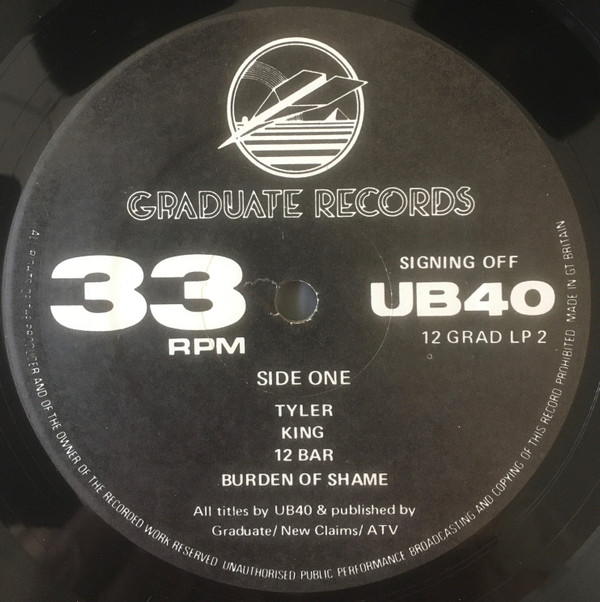 GRADUATE RECORDS
33
RPM
SIGNING OFF
UB40
12 GRAD LP 2
SIDE ONE
TYLER
KING
12 BAR
BURDEN OF SHAME
All titles by UB40 & published by
Graduate/ New Claims/ ATV
AND OF THE OWNER OF THE RECORDED WORK RESERVED UNAUTHORISED PUBLIC PERFORMANCE BROADCASTING AND COPYING OF THIS RECORD PROHIBITED MADE IN GT BRITAIN